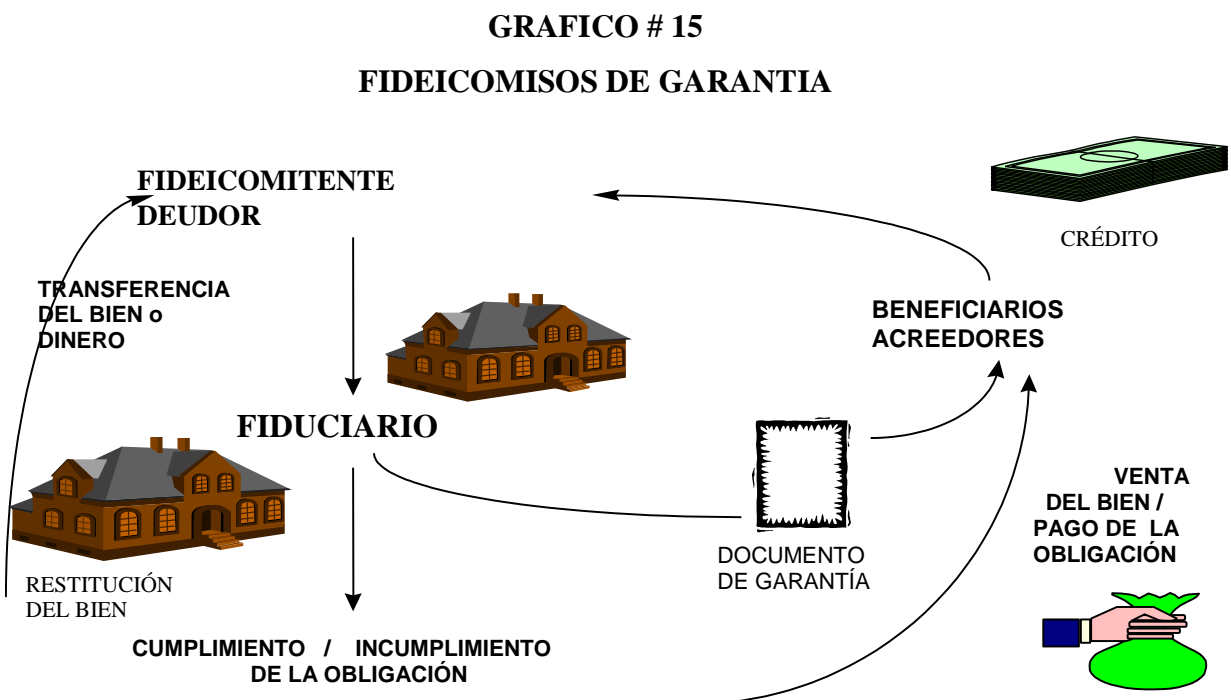 GRAFICO # 15
FIDEICOMISOS DE GARANTIA
FIDEICOMITENTE
DEUDOR
CRÉDITO
TRANSFERENCIA
DEL BIEN o
DINERO
BENEFICIARIOS
ACREEDORES
FIDUCIARIO
VENTA
DEL BIEN /
PAGO DE LA
OBLIGACIÓN
DOCUMENTO
DE GARANTÍA
RESTITUCIÓN
DEL BIEN
CUMPLIMIENTO / INCUMPLIMIENTO
DE LA OBLIGACIÓN